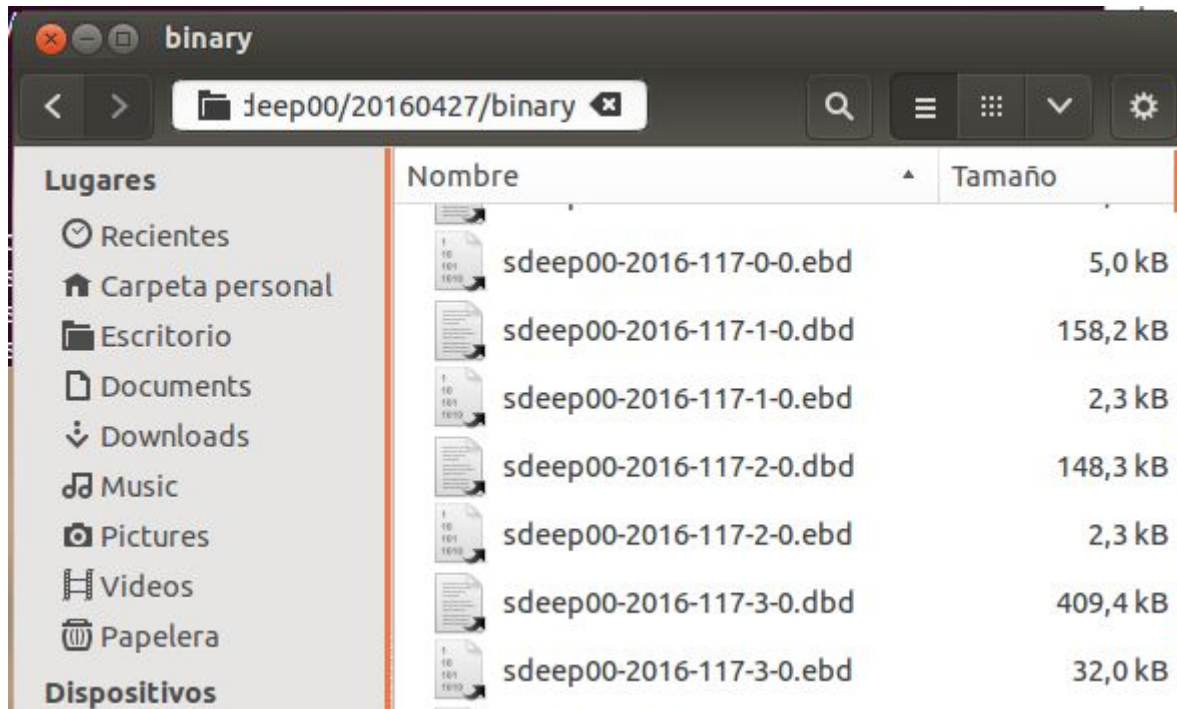 binary
deep00/20160427/binary
Lugares
Nombre
Tamaño
Recientes
sdeep00-2016-117-0-0.ebd
5,0 kB
Carpeta personal
sdeep00-2016-117-1-0.dbd
158,2 kB
Escritorio
sdeep00-2016-117-1-0.ebd
2,3 kB
Documents
Downloads
sdeep00-2016-117-2-0.dbd
148,3 kB
Music
Pictures
sdeep00-2016-117-2-0.ebd
2,3 kB
Videos
sdeep00-2016-117-3-0.dbd
409,4 kB
Papelera
sdeep00-2016-117-3-0.ebd
32,0 kB
Dispositivos